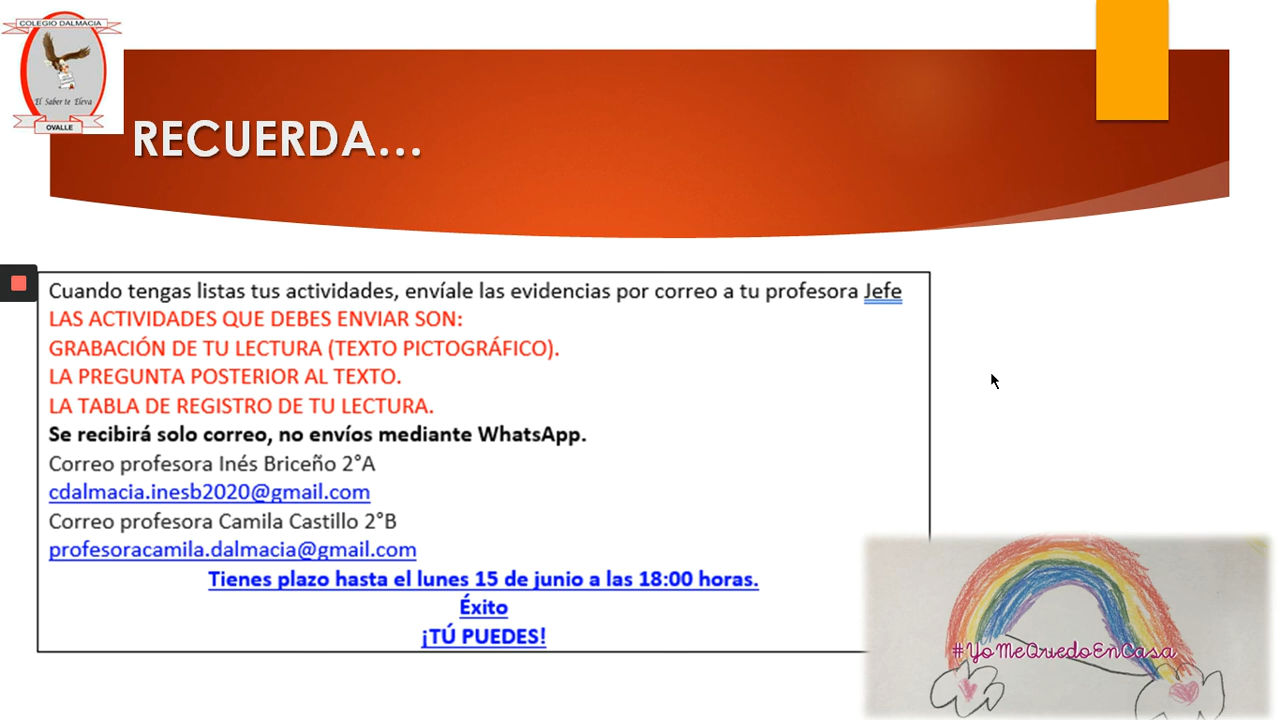 COLEGIO DALMACIA
El Saber te Eleva
OVALLE
RECUERDA...
Cuando tengas listas tus actividades, envíale las evidencias por correo a tu profesora Jefe
LAS ACTIVIDADES QUE DEBES ENVIAR SON:
GRABACIÓN DE TU LECTURA (TEXTO PICTOGRÁFICO).
LA PREGUNTA POSTERIOR AL TEXTO.
LA TABLA DE REGISTRO DE TU LECTURA.
Se recibirá solo correo, no envíos mediante WhatsApp.
Correo profesora Inés Briceño 2°A
cdalmacia.inesb2020@gmail.com
Correo profesora Camila Castillo 2°B
profesoracamila.dalmacia@gmail.com
Tienes plazo hasta el lunes 15 de junio a las 18:00 horas.
Éxito
¡TÚ PUEDES!
#YoMeQuedoEnCasa